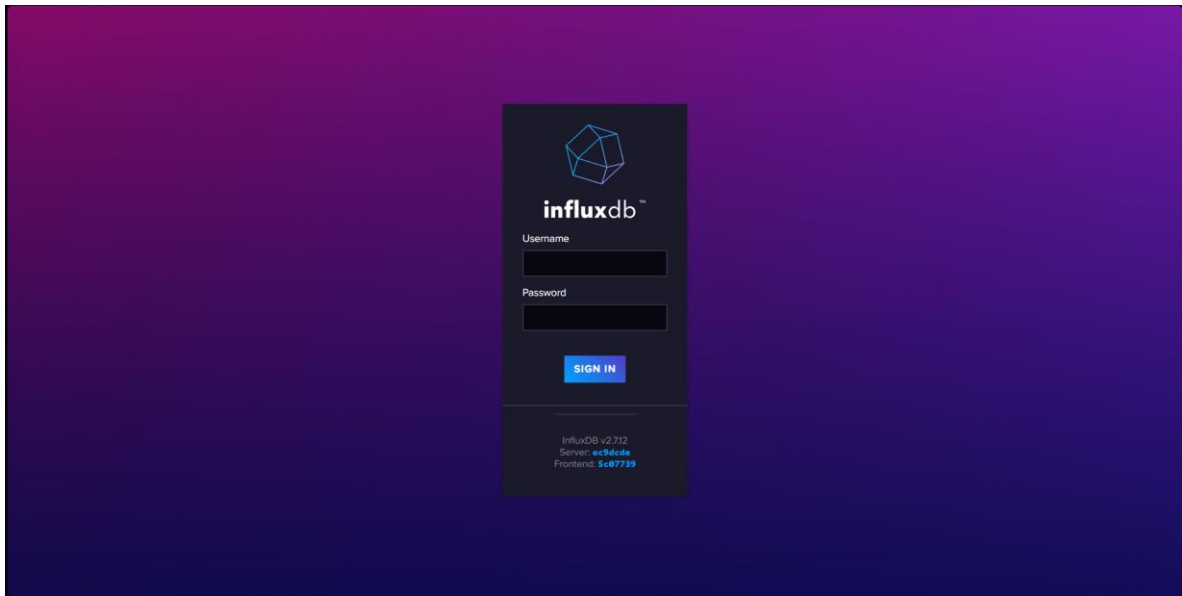 influxdb™
Username
Password
SIGN IN
InfluxDB v2.7.12
Server: ec9dcde
Frontend: 5c07739